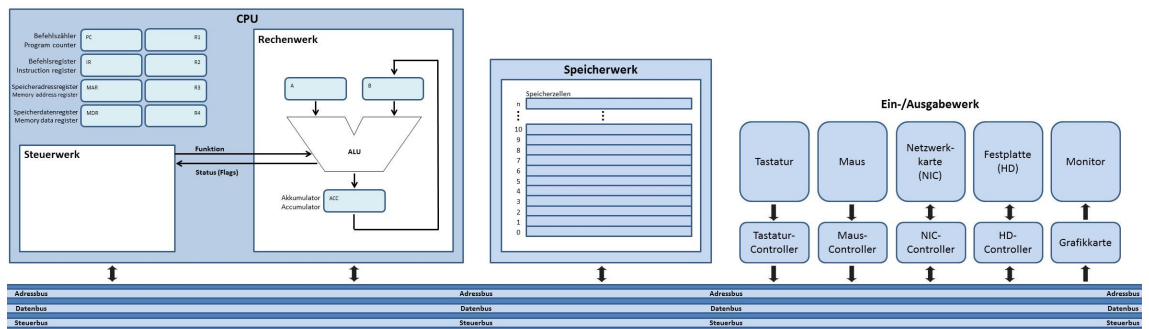 CPU
Befehlszähler
Program counter
PC
R1
Befehlsregister
Instruction register
IR
R2
Speicheradressregister
Memory address register
MAR
R3
Speicherdatenregister
Memory data register
MDR
R4
Steuerwerk
Funktion
Status (Flags)
Rechenwerk
A
B
ALU
Akkumulator
Accumulator
ACC
Speicherwerk
Speicherzellen
n
10
9
8
7
6
5
4
3
2
1
0
Ein-/Ausgabewerk
Tastatur
Maus
Netzwerk-
karte
(NIC)
Festplatte
(HD)
Monitor
Tastatur-
Controller
Maus-
Controller
NIC-
Controller
HD-
Controller
Grafikkarte
Adressbus Adressbus Adressbus Adressbus
Datenbus Datenbus Datenbus Datenbus
Steuerbus Steuerbus Steuerbus Steuerbus